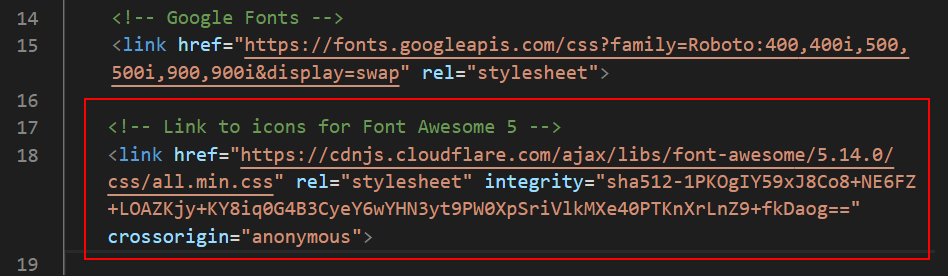 14 <!-- Google Fonts -->
15 <link href="https://fonts.googleapis.com/css?family=Roboto:400,400i,500,
500i,900,900i&display=swap" rel="stylesheet">
16
17 <!-- Link to icons for Font Awesome 5 -->
18 <link href="https://cdnjs.cloudflare.com/ajax/libs/font-awesome/5.14.0/
css/all.min.css" rel="stylesheet" integrity="sha512-1PKOgIY59xJ8Co8+NE6FZ
+LOAZKjy+KY8iq0G4B3CyeY6wYHN3yt9PW0XpSriVlkMXe40PTKnXrLnZ9+fkDaog=="
crossorigin="anonymous">
19